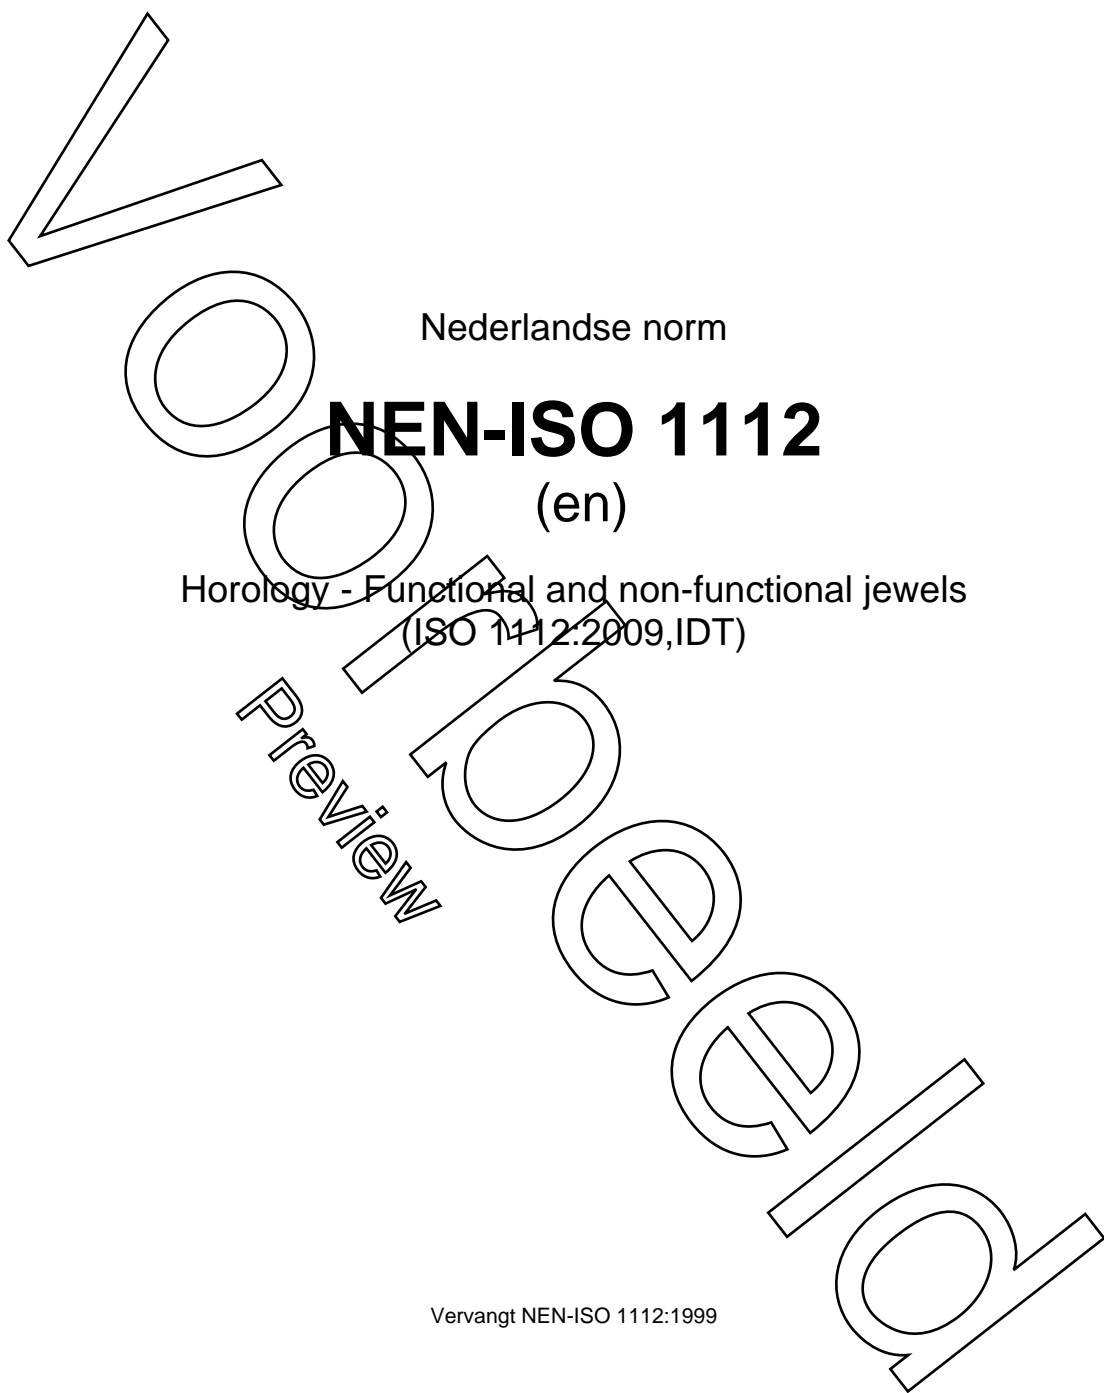 Nederlandse norm
NEN-ISO 1112
(en)
Horology - Functional and non-functional jewels
(ISO 1112:2009,IDT)
Voorbeeld
Preview
Vervangt NEN-ISO 1112:1999